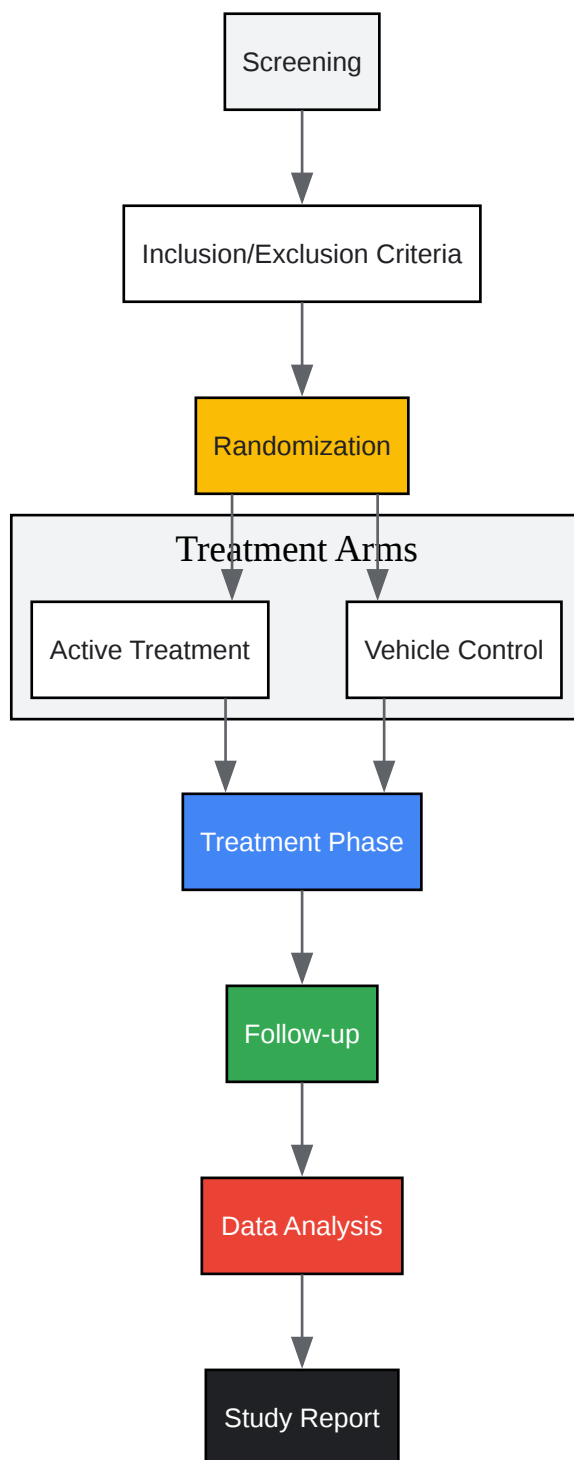 Screening
Inclusion/Exclusion Criteria
Randomization
Treatment Arms
Active Treatment
Vehicle Control
Treatment Phase
Follow-up
Data Analysis
Study Report